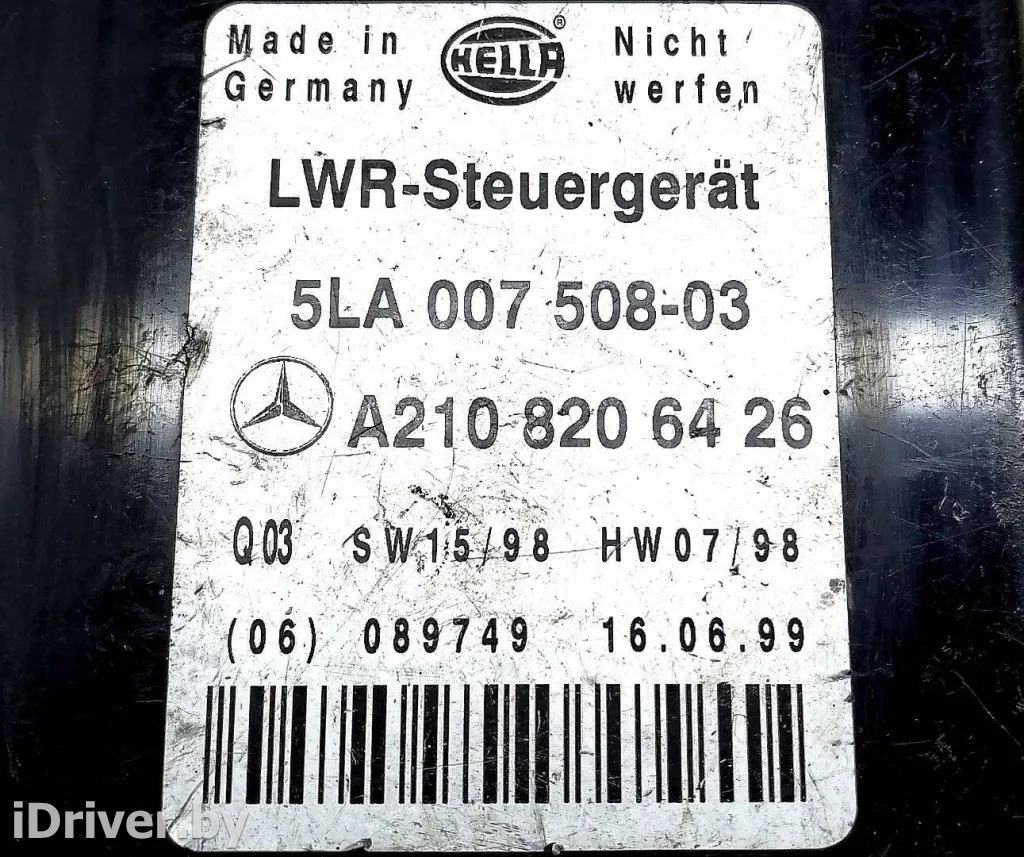 Made in
Germany
HELLA
®
Nicht
werfen
LWR-Steuergerät
5LA 007 508-03
A210 820 64 26
Q03 SW15/98 HW07/98
(06) 089749 16.06.99
iDriver.by